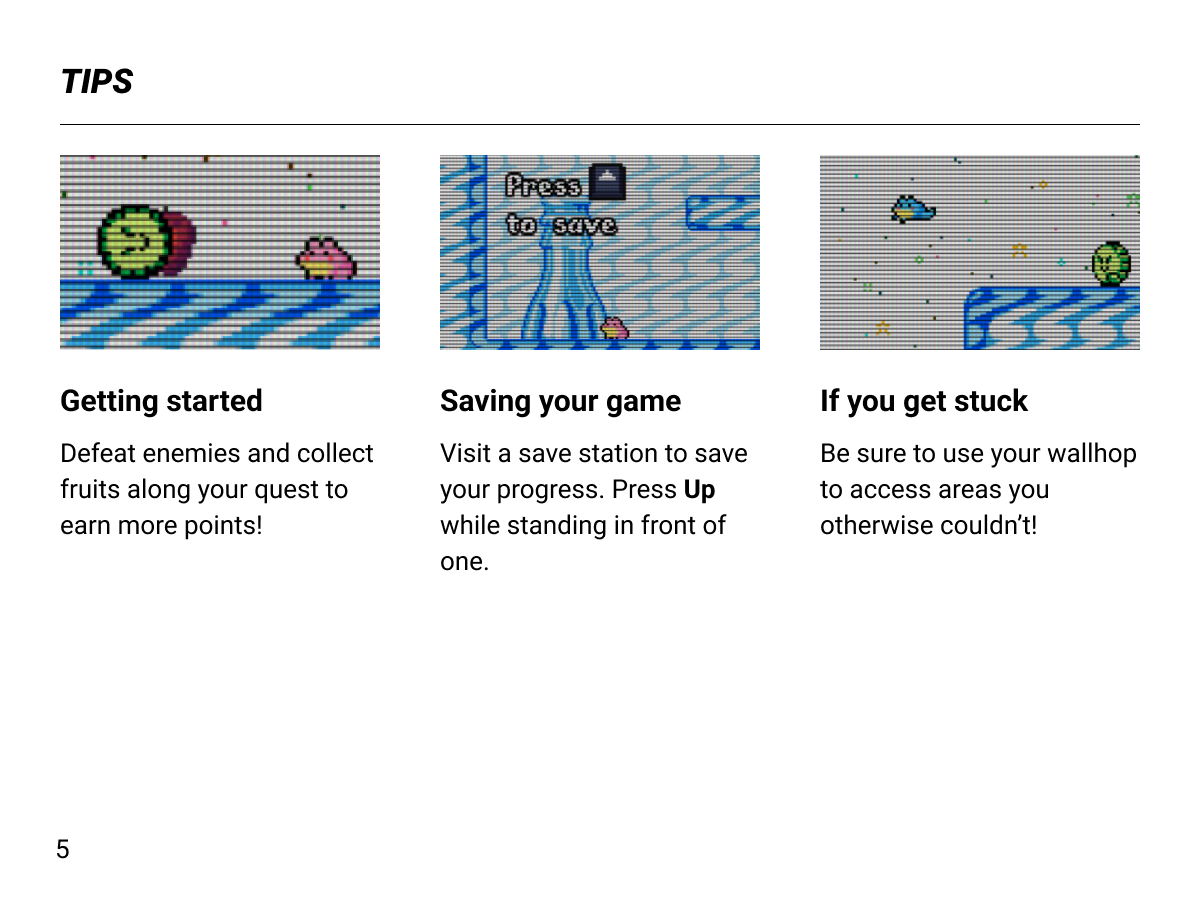 TIPS
Press
to save
Getting started
Defeat enemies and collect
fruits along your quest to
earn more points!
Saving your game
Visit a save station to save
your progress. Press Up
while standing in front of
one.
If you get stuck
Be sure to use your wallhop
to access areas you
otherwise couldn’t!
5